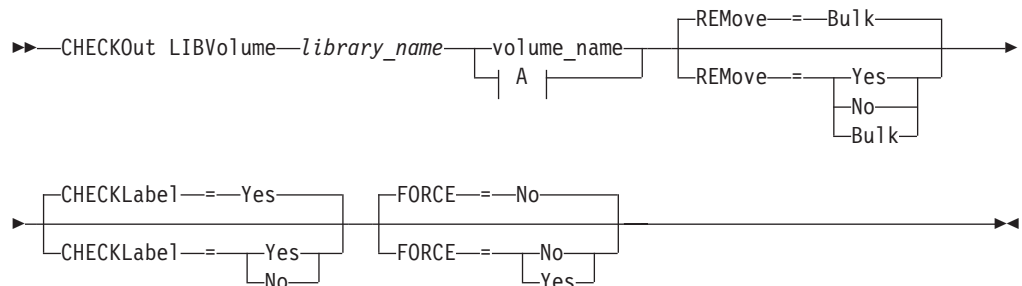 REMove = Bulk
CHECKOut LIBVolume library_name volume_name
A
REMove = Yes
No
Bulk
CHECKLabel = Yes FORCE = No
CHECKLabel = Yes FORCE = No
No Yes